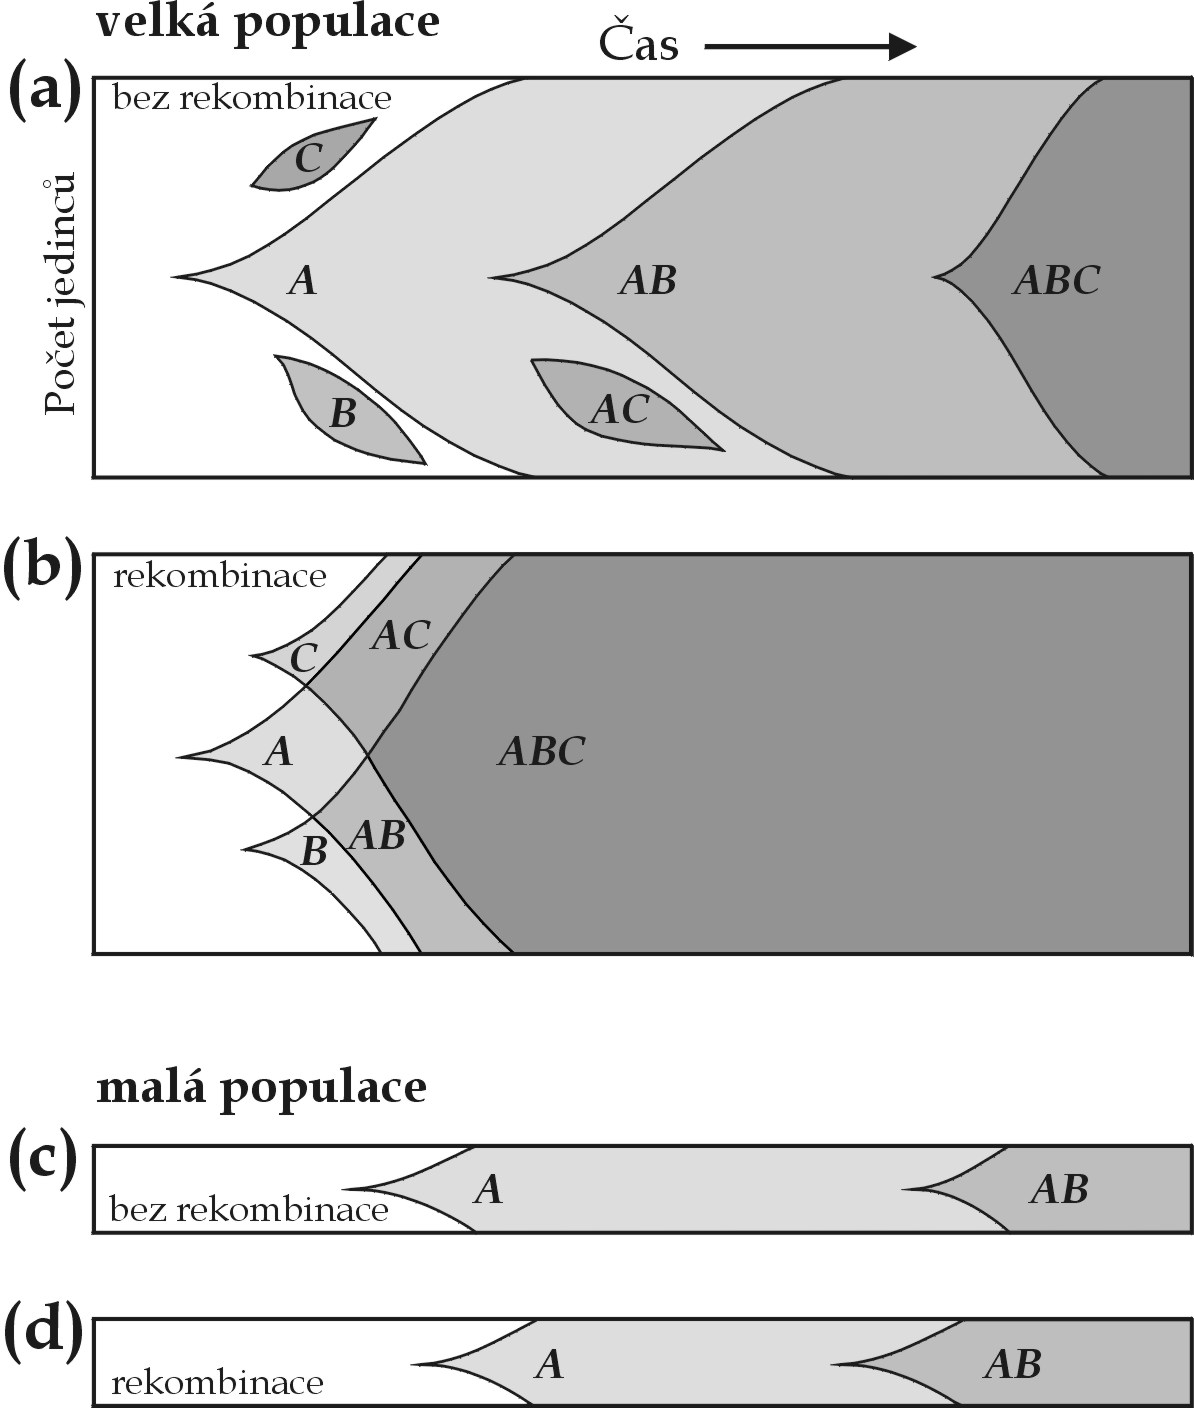 velká populace
Čas
(a)
bez rekombinace
C
A
AB
ABC
B
AC
Počet jedinců
(b)
rekombinace
C
AC
A
ABC
B
AB
malá populace
(c)
A
AB
bez rekombinace
(d)
A
AB
rekombinace